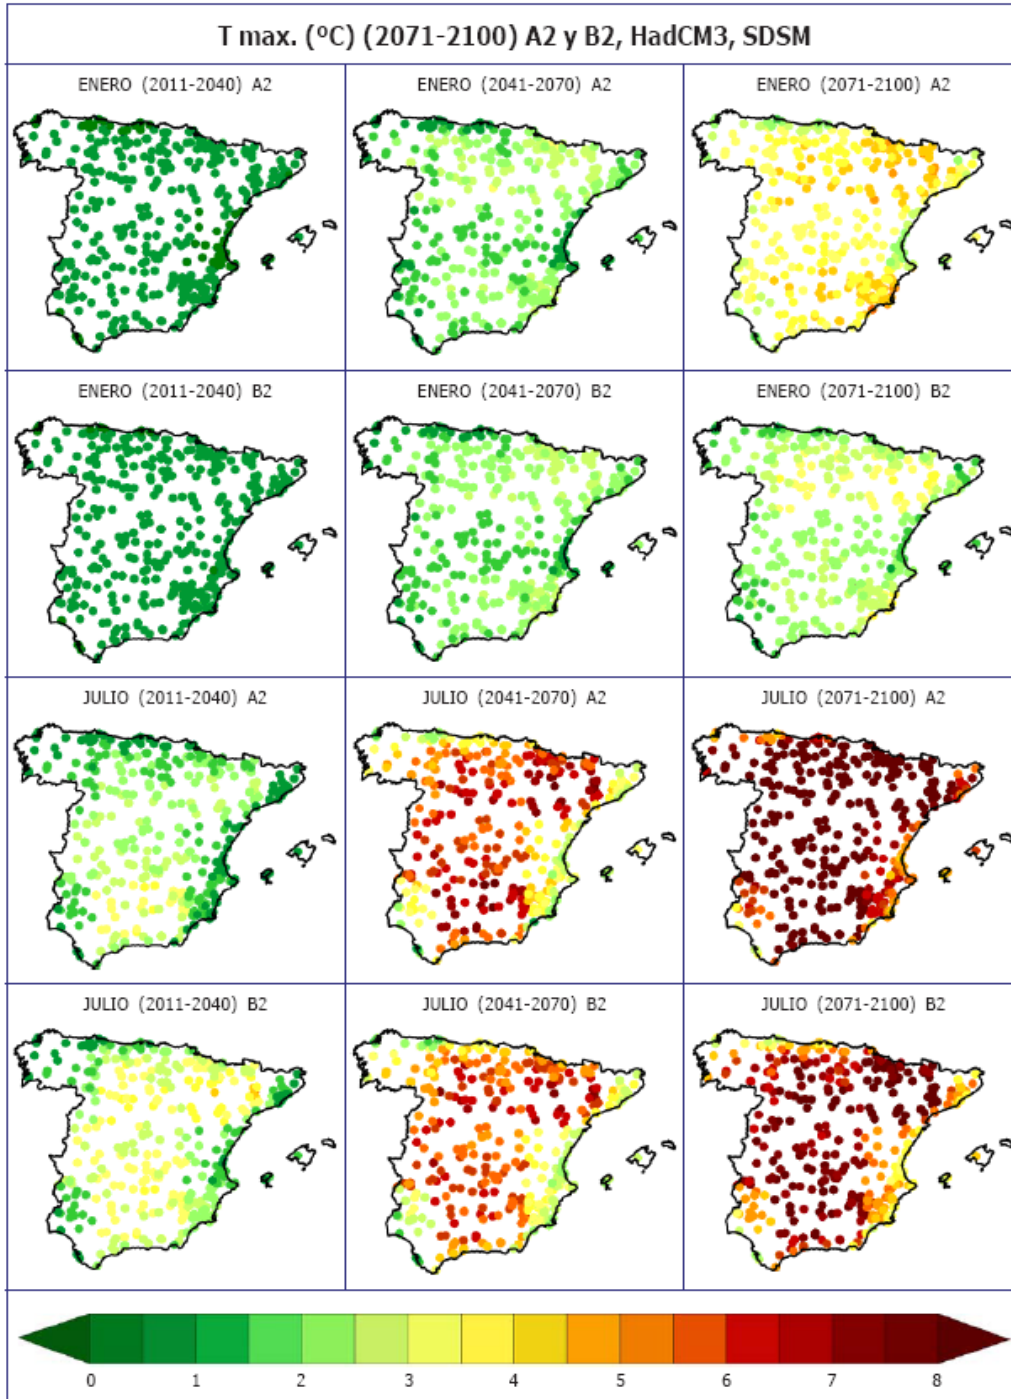 T max. (ºC) (2071-2100) A2 y B2, HadCM3, SDSM
ENERO (2011-2040) A2
ENERO (2041-2070) A2
ENERO (2071-2100) A2
ENERO (2011-2040) B2
ENERO (2041-2070) B2
ENERO (2071-2100) B2
JULIO (2011-2040) A2
JULIO (2041-2070) A2
JULIO (2071-2100) A2
JULIO (2011-2040) B2
JULIO (2041-2070) B2
JULIO (2071-2100) B2
0 1 2 3 4 5 6 7 8